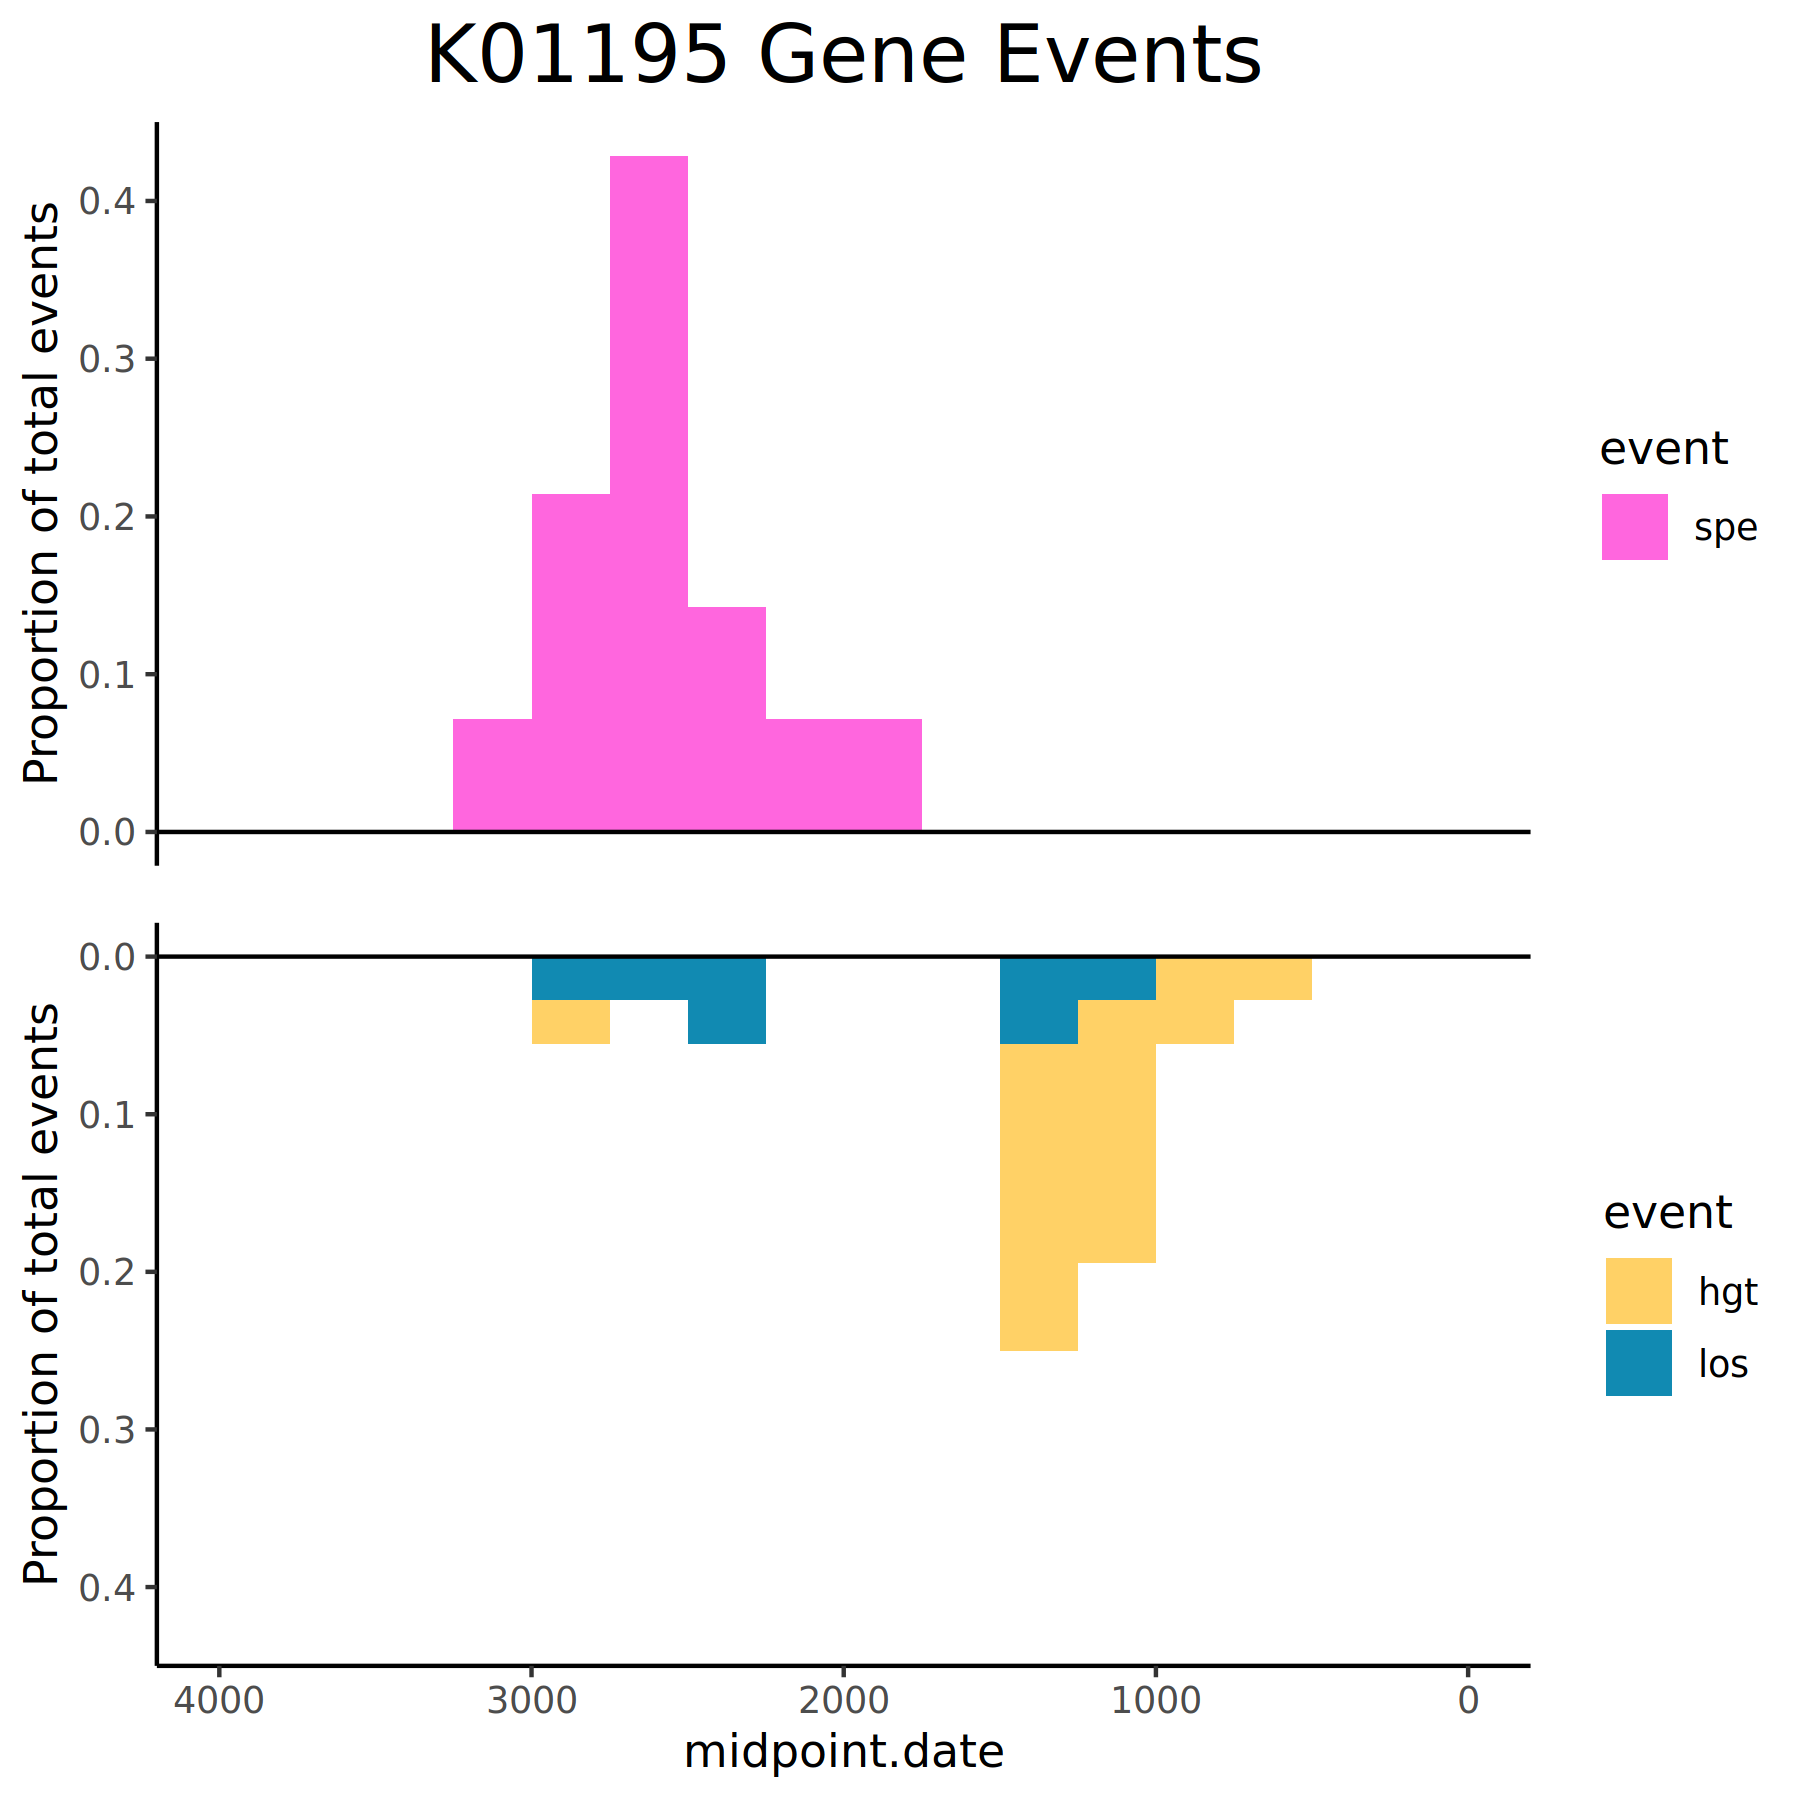 K01195 Gene Events
Proportion of total events
0.4
0.3
0.2
0.1
0.0
event
spe
Proportion of total events
0.0
0.1
0.2
0.3
0.4
event
hgt
los
4000 3000 2000 1000 0
midpoint.date